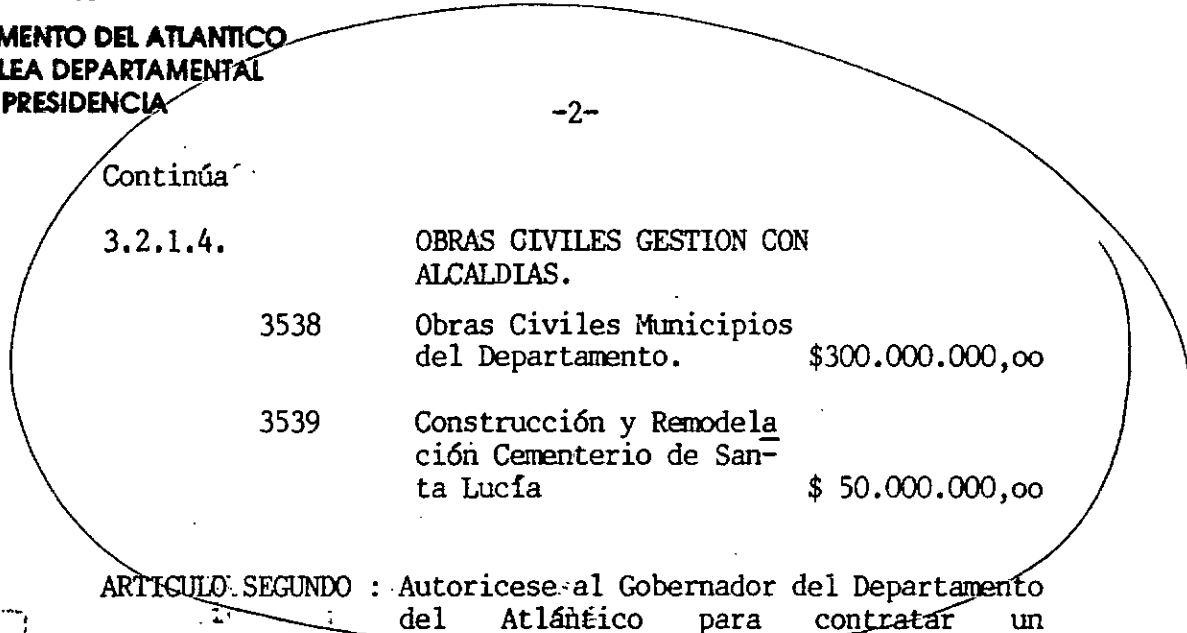 MENTO DEL ATLANTICO
LEA DEPARTAMENTAL
PRESIDENCIA
-2-
Continúa
3.2.1.4. OBRAS CIVILES GESTION CON
ALCALDIAS.
3538 Obras Civiles Municipios
del Departamento. $300.000.000,oo
3539 Construcción y Remodela
ción Cementerio de San-
ta Lucía $ 50.000.000,oo
ARTICULO SEGUNDO : Autoricese al Gobernador del Departamento
del Atlántico para contratar un